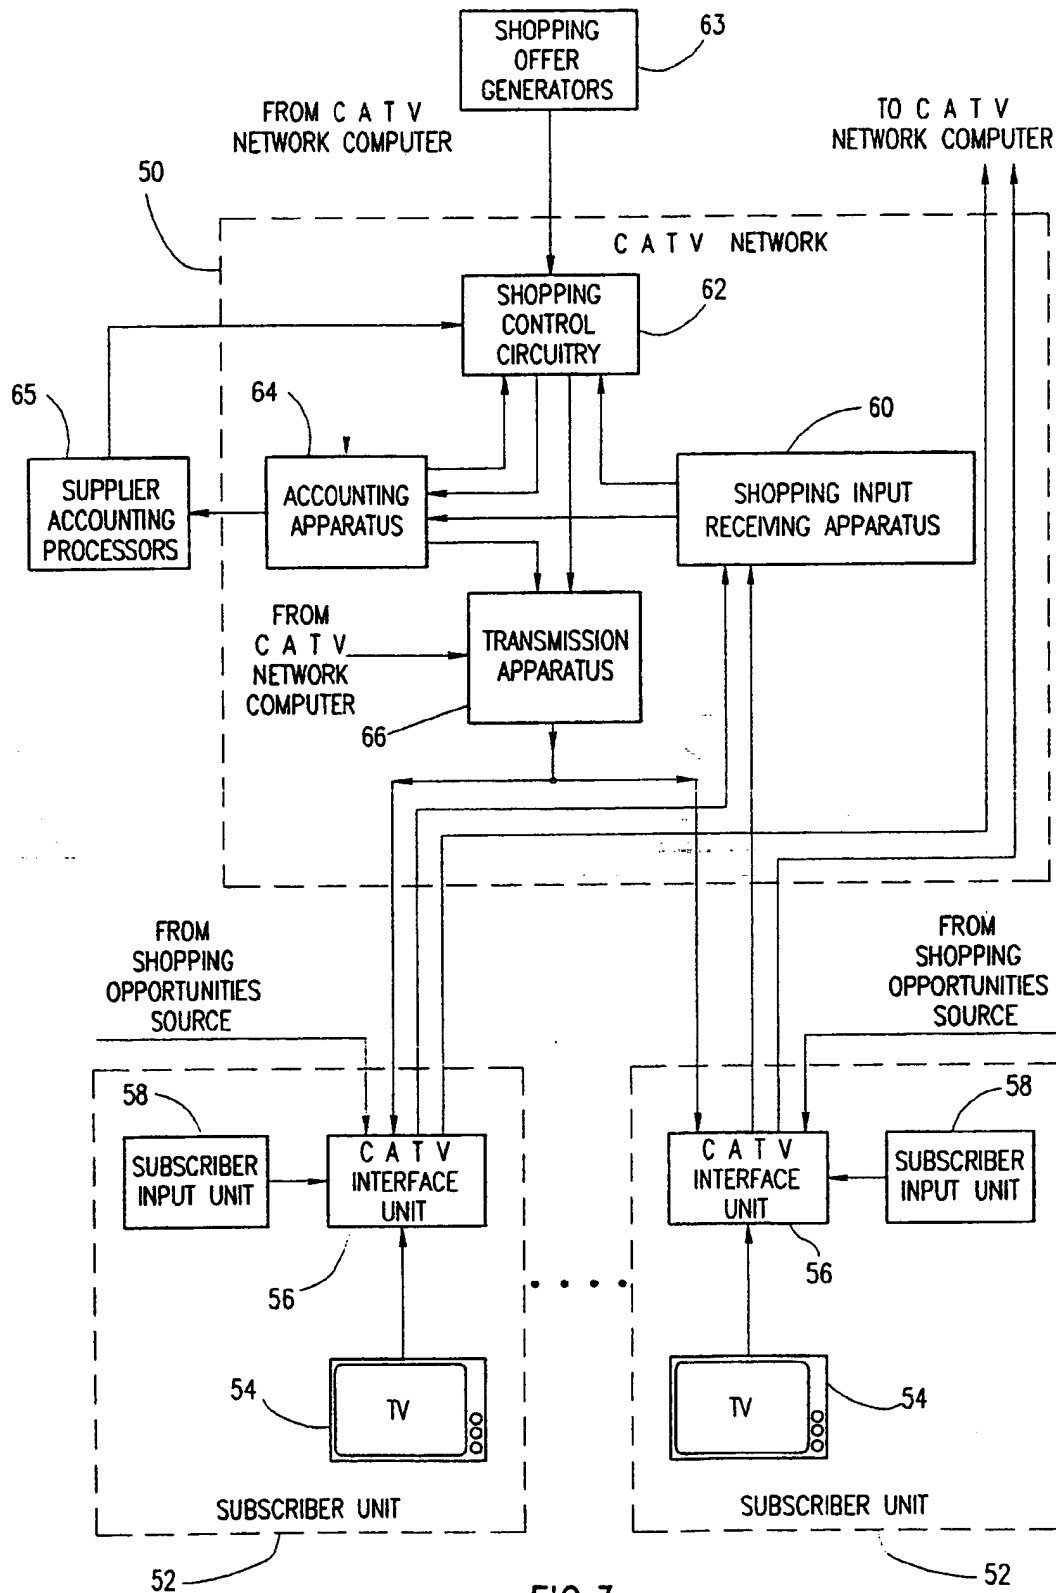 SHOPPING
OFFER
GENERATORS
63
FROM C A T V
NETWORK COMPUTER
TO C A T V
NETWORK COMPUTER
50
C A T V NETWORK
SHOPPING
CONTROL
CIRCUITRY
62
65
64
60
SUPPLIER
ACCOUNTING
PROCESSORS
ACCOUNTING
APPARATUS
SHOPPING INPUT
RECEIVING APPARATUS
FROM
C A T V
NETWORK
COMPUTER
TRANSMISSION
APPARATUS
66
FROM
SHOPPING
OPPORTUNITIES
SOURCE
FROM
SHOPPING
OPPORTUNITIES
SOURCE
58
SUBSCRIBER
INPUT UNIT
C A T V
INTERFACE
UNIT
56
TV
54
SUBSCRIBER UNIT
52
58
C A T V
INTERFACE
UNIT
SUBSCRIBER
INPUT UNIT
56
TV
54
SUBSCRIBER UNIT
52